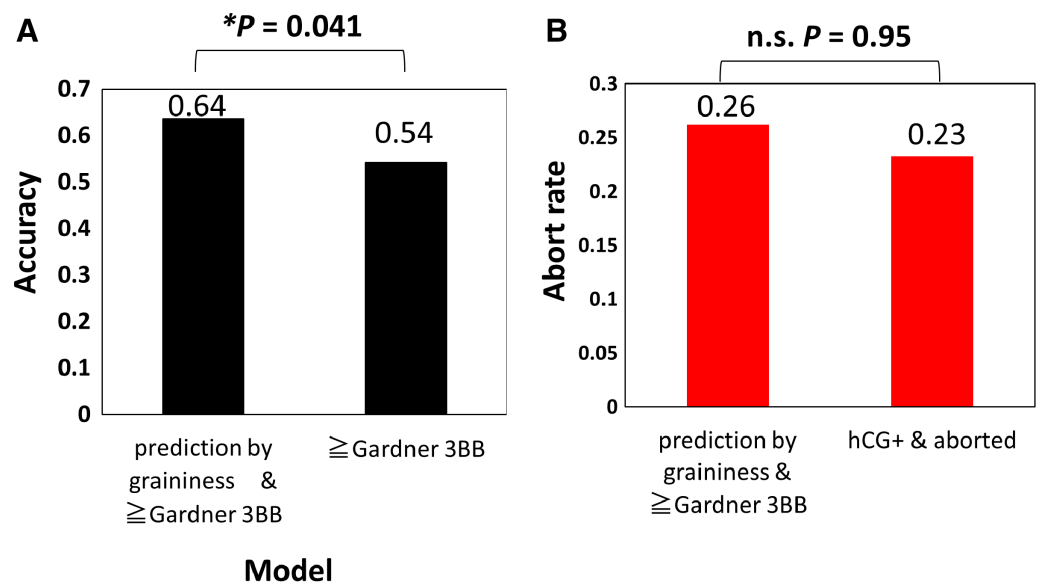 A
*P = 0.041
Accuracy
0.7
0.6
0.5
0.4
0.3
0.2
0.1
0
0.64
0.54
prediction by
graininess &
≧Gardner 3BB
≧Gardner 3BB
Model
B
n.s. P = 0.95
Abort rate
0.3
0.25
0.2
0.15
0.1
0.05
0
0.26
0.23
prediction by
graininess &
≧Gardner 3BB
hCG+ & aborted